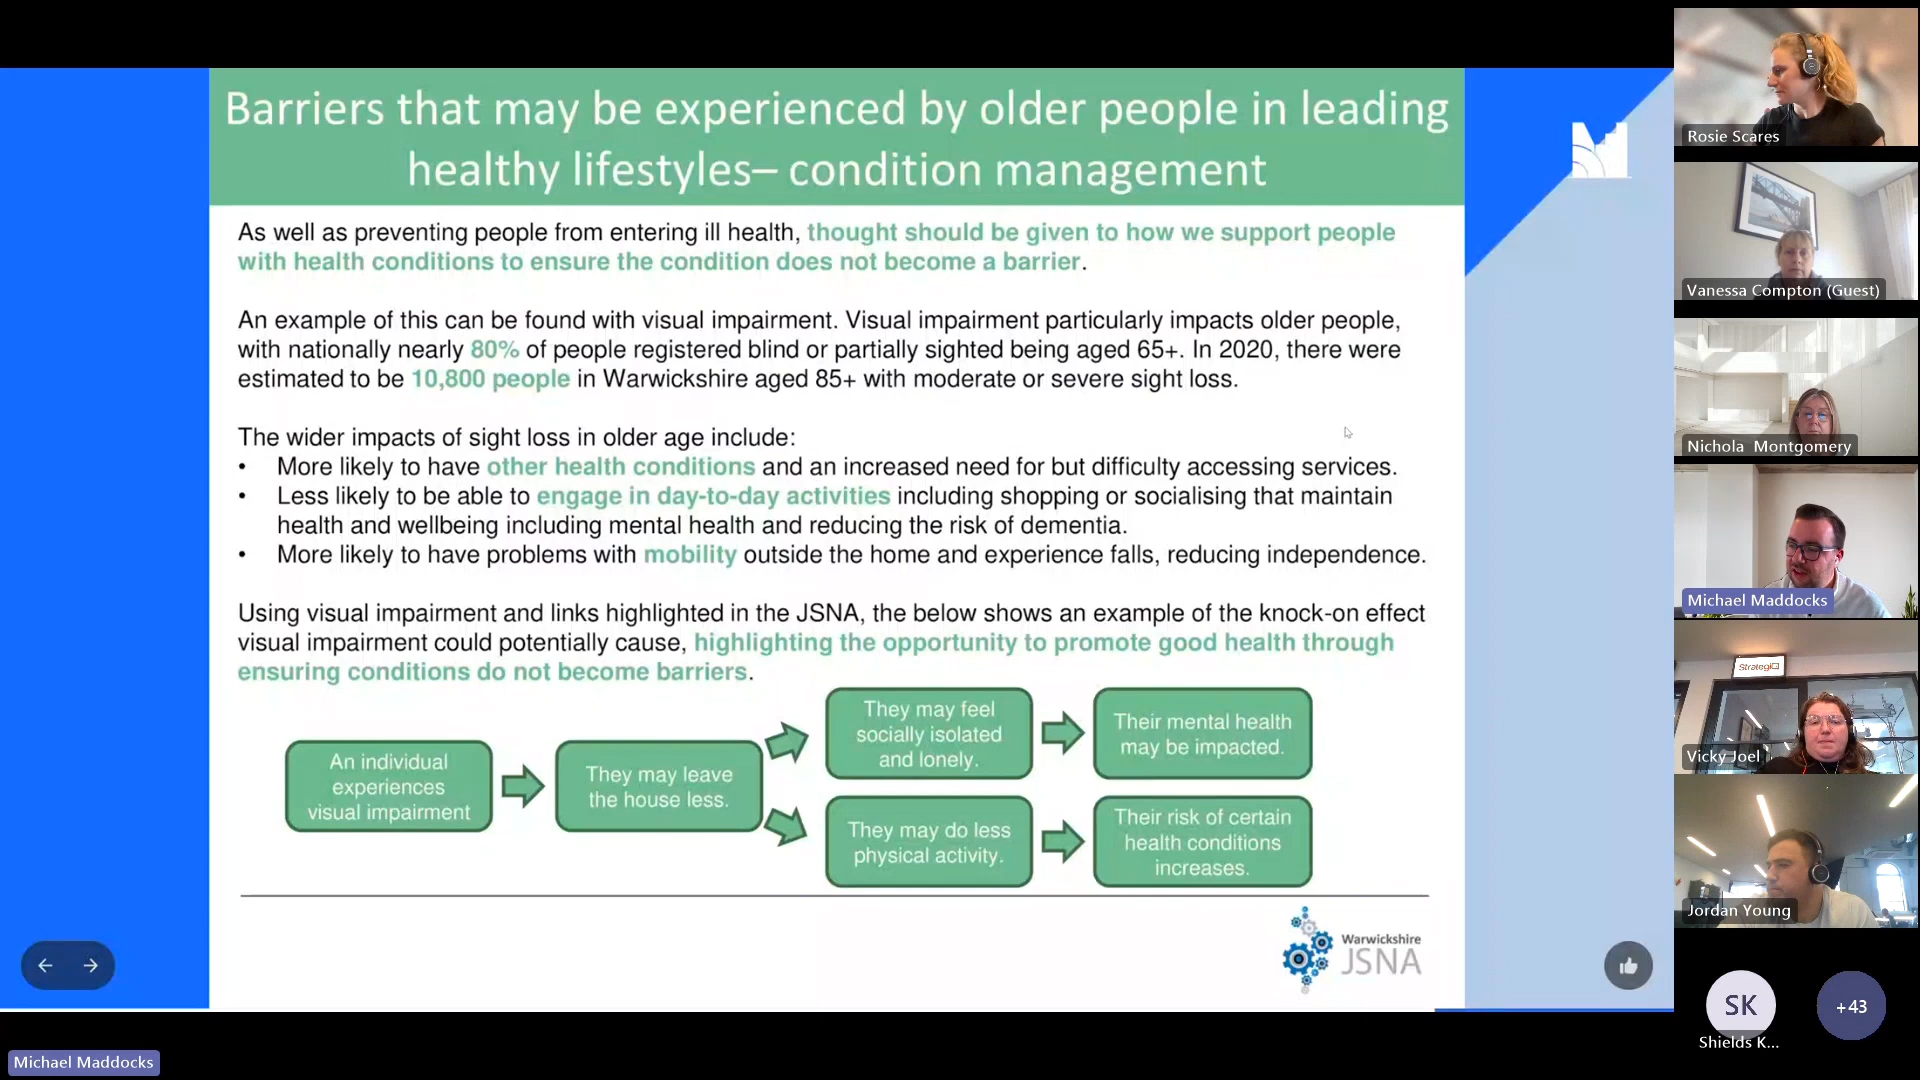 Barriers that may be experienced by older people in leading
healthy lifestyles– condition management
As well as preventing people from entering ill health, thought should be given to how we support people
with health conditions to ensure the condition does not become a barrier.
An example of this can be found with visual impairment. Visual impairment particularly impacts older people,
with nationally nearly 80% of people registered blind or partially sighted being aged 65+. In 2020, there were
estimated to be 10,800 people in Warwickshire aged 85+ with moderate or severe sight loss.
The wider impacts of sight loss in older age include:
• More likely to have other health conditions and an increased need for but difficulty accessing services.
• Less likely to be able to engage in day-to-day activities including shopping or socialising that maintain
health and wellbeing including mental health and reducing the risk of dementia.
• More likely to have problems with mobility outside the home and experience falls, reducing independence.
Using visual impairment and links highlighted in the JSNA, the below shows an example of the knock-on effect
visual impairment could potentially cause, highlighting the opportunity to promote good health through
ensuring conditions do not become barriers.
An individual
experiences
visual impairment
They may leave
the house less.
They may feel
socially isolated
and lonely.
Their mental health
may be impacted.
They may do less
physical activity.
Their risk of certain
health conditions
increases.
Warwickshire
JSNA
Michael Maddocks
Rosie Scares
Vanessa Compton (Guest)
Nichola Montgomery
Michael Maddocks
StrategiQ
Vicky Joel
Jordan Young
SK
Shields K...
+43